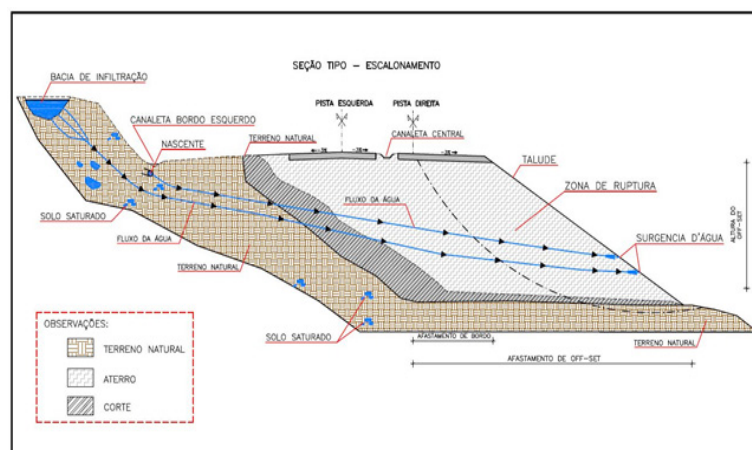 SEÇÃO TIPO – ESCALONAMENTO
BACIA DE INFILTRAÇÃO
PISTA ESQUERDA
PISTA DIREITA
CANALETA BORDO ESQUERDO
TERRENO NATURAL
CANALETA CENTRAL
NASCENTE
TALUDE
ZONA DE RUPTURA
FLUXO DA ÁGUA
SOLO SATURADO
FLUXO DA ÁGUA
SURGENCIA D'ÁGUA
ALTURA DO
OFF-SET
TERRENO NATURAL
OBSERVAÇÕES:
TERRENO NATURAL
ATERRO
CORTE
SOLO SATURADO
AFASTAMENTO DE BORDO
TERRENO NATURAL
AFASTAMENTO DE OFF-SET